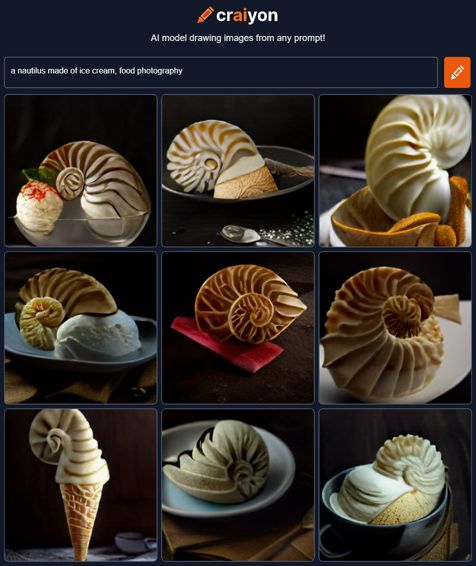 craiyon
AI model drawing images from any prompt!
a nautilus made of ice cream, food photography